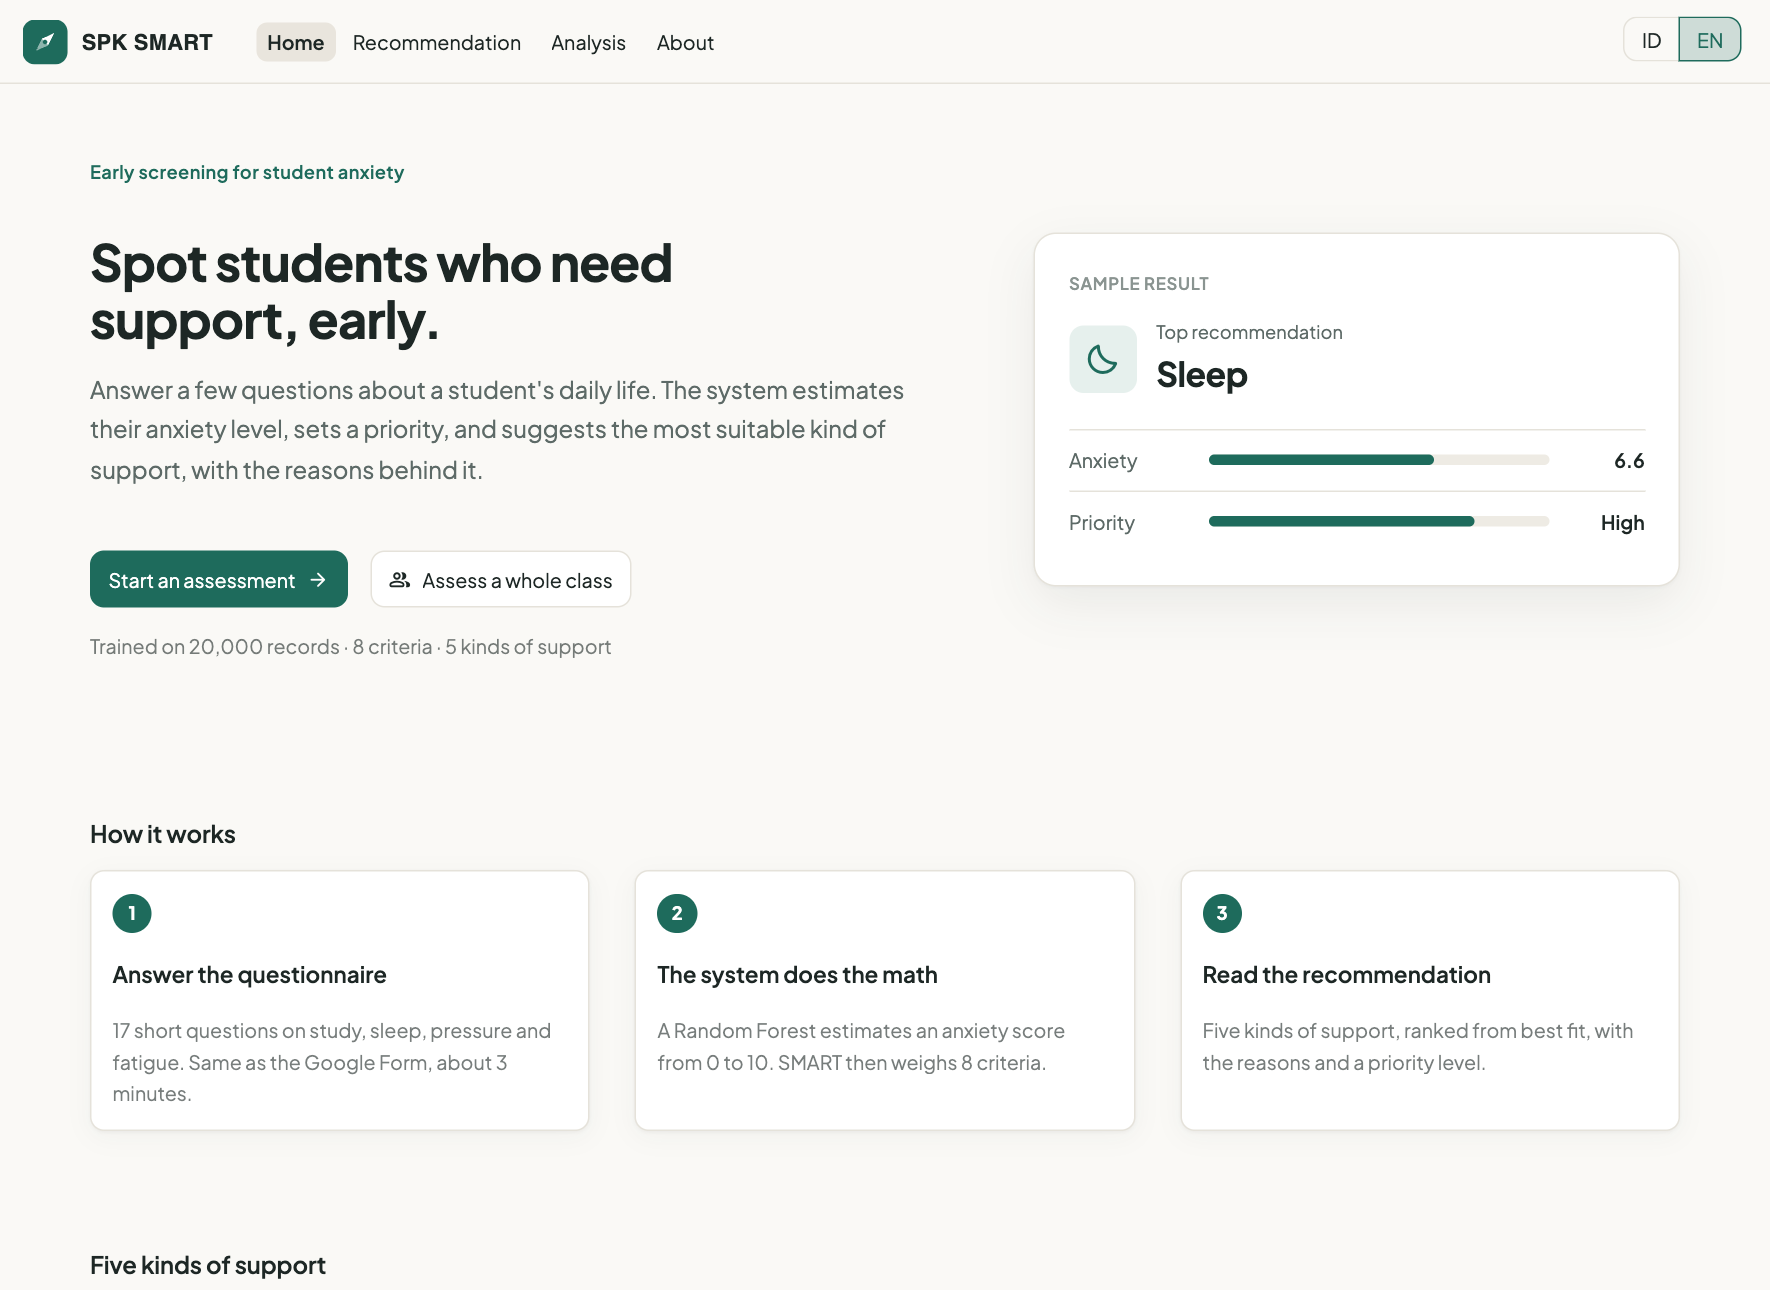 SPK SMART
Home
Recommendation
Analysis
About
ID
EN
Early screening for student anxiety
Spot students who need
support, early.
Answer a few questions about a student's daily life. The system estimates
their anxiety level, sets a priority, and suggests the most suitable kind of
support, with the reasons behind it.
Start an assessment
Assess a whole class
Trained on 20,000 records · 8 criteria · 5 kinds of support
SAMPLE RESULT
Top recommendation
Sleep
Anxiety
6.6
Priority
High
How it works
1
Answer the questionnaire
17 short questions on study, sleep, pressure and
fatigue. Same as the Google Form, about 3
minutes.
2
The system does the math
A Random Forest estimates an anxiety score
from 0 to 10. SMART then weighs 8 criteria.
3
Read the recommendation
Five kinds of support, ranked from best fit, with
the reasons and a priority level.
Five kinds of support